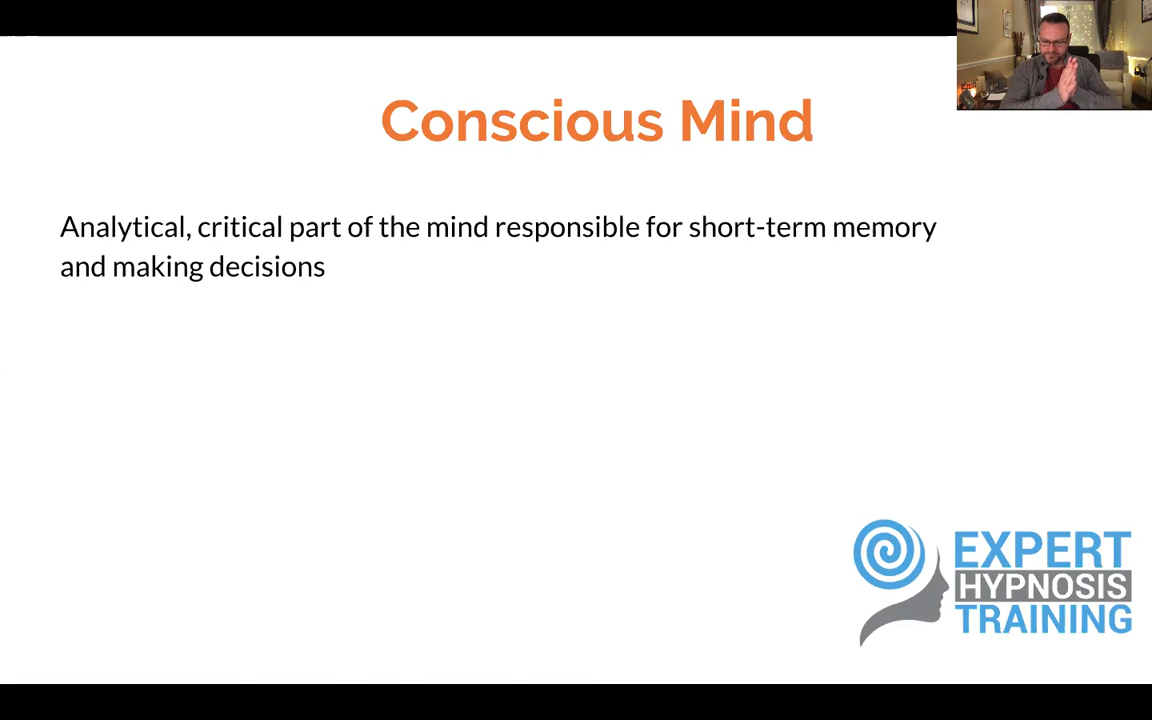 Conscious Mind
Analytical, critical part of the mind responsible for short-term memory
and making decisions
EXPERT
HYPNOSIS
TRAINING